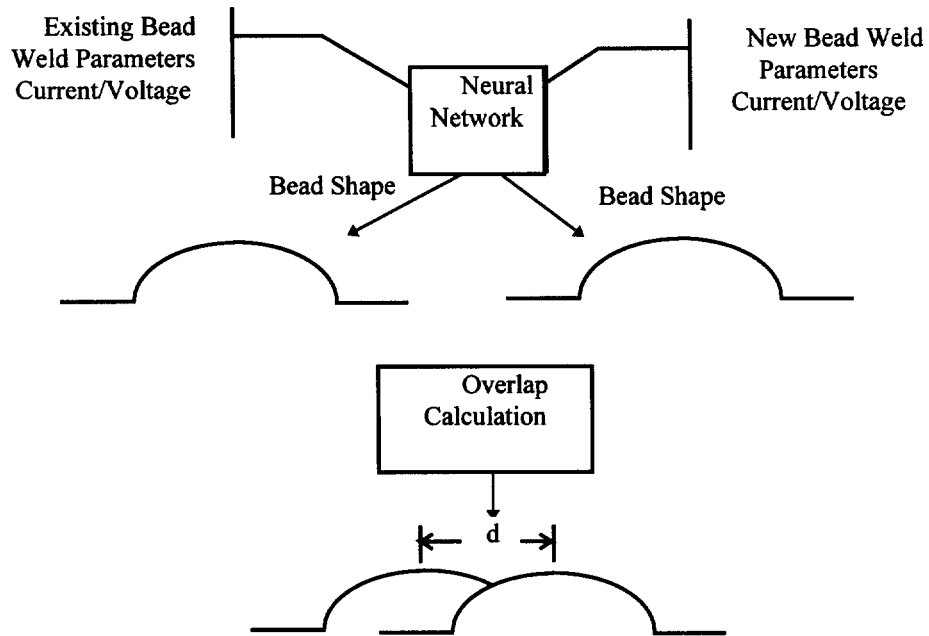 Existing Bead
Weld Parameters
Current/Voltage
New Bead Weld
Parameters
Current/Voltage
Neural
Network
Bead Shape
Bead Shape
Overlap
Calculation
d